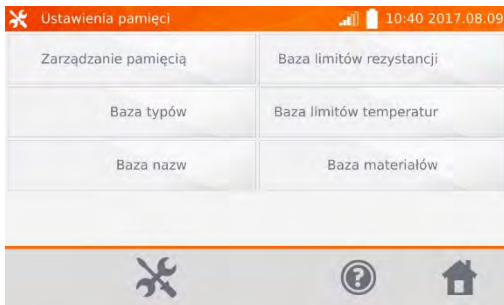 Ustawienia pamięci
10:40 2017.08.09
Zarządzanie pamięcią
Baza limitów rezystancji
Baza typów
Baza limitów temperatur
Baza nazw
Baza materiałów